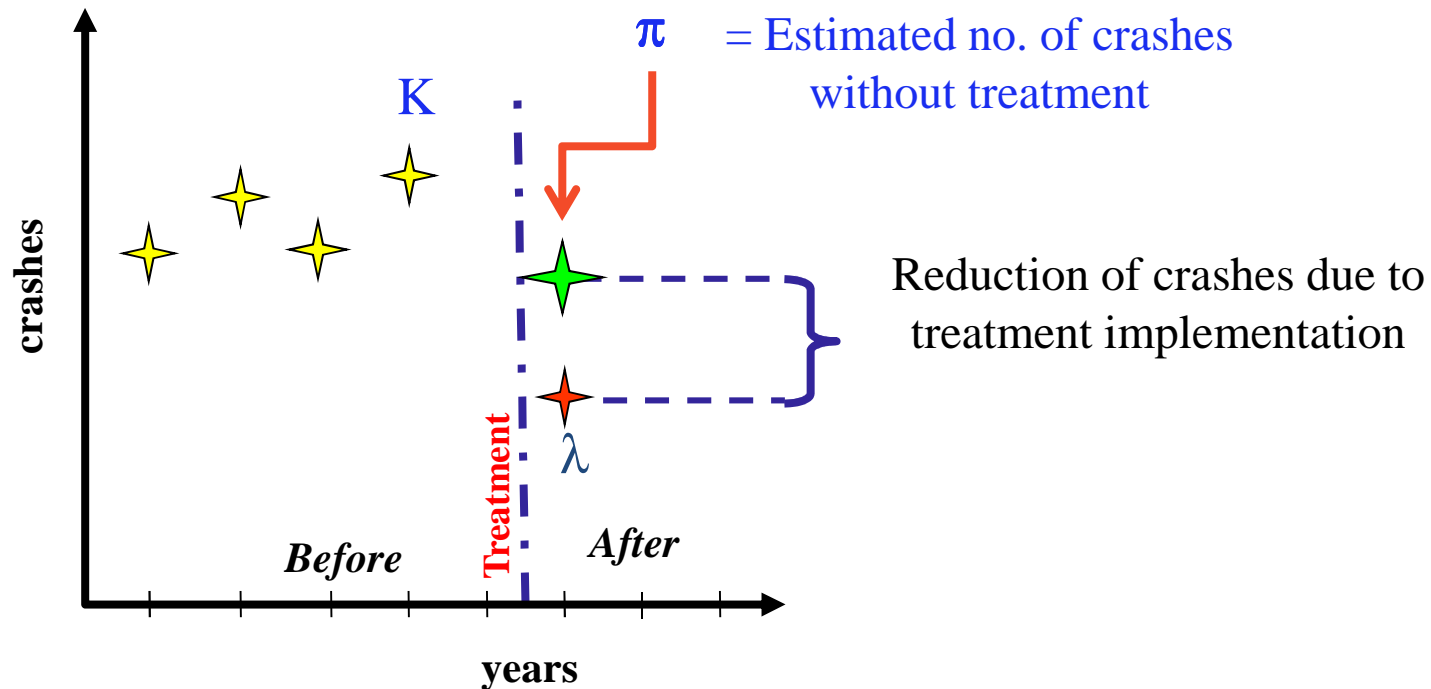 π = Estimated no. of crashes
without treatment
K
crashes
Reduction of crashes due to
treatment implementation
λ
Treatment
Before
After
years